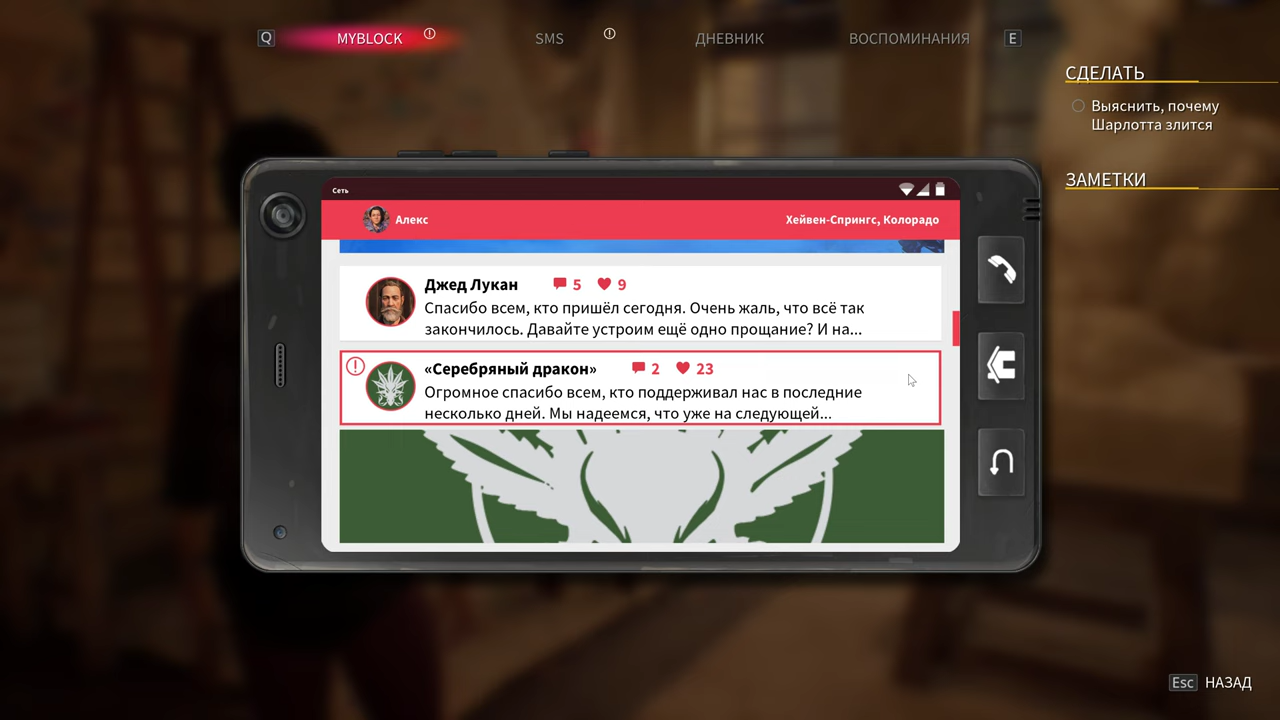 Q MYBLOCK SMS ДНЕВНИК ВОСПОМИНАНИЯ E
СДЕЛАТЬ
Выяснить, почему
Шарлотта злится
ЗАМЕТКИ
Сеть
Алекс Хейвен-Спрингс, Колорадо
Джед Лукан 5 9
Спасибо всем, кто пришёл сегодня. Очень жаль, что всё так
закончилось. Давайте устроим ещё одно прощание? И на...
«Серебряный дракон» 2 23
Огромное спасибо всем, кто поддерживал нас в последние
несколько дней. Мы надеемся, что уже на следующей...
Esc НАЗАД